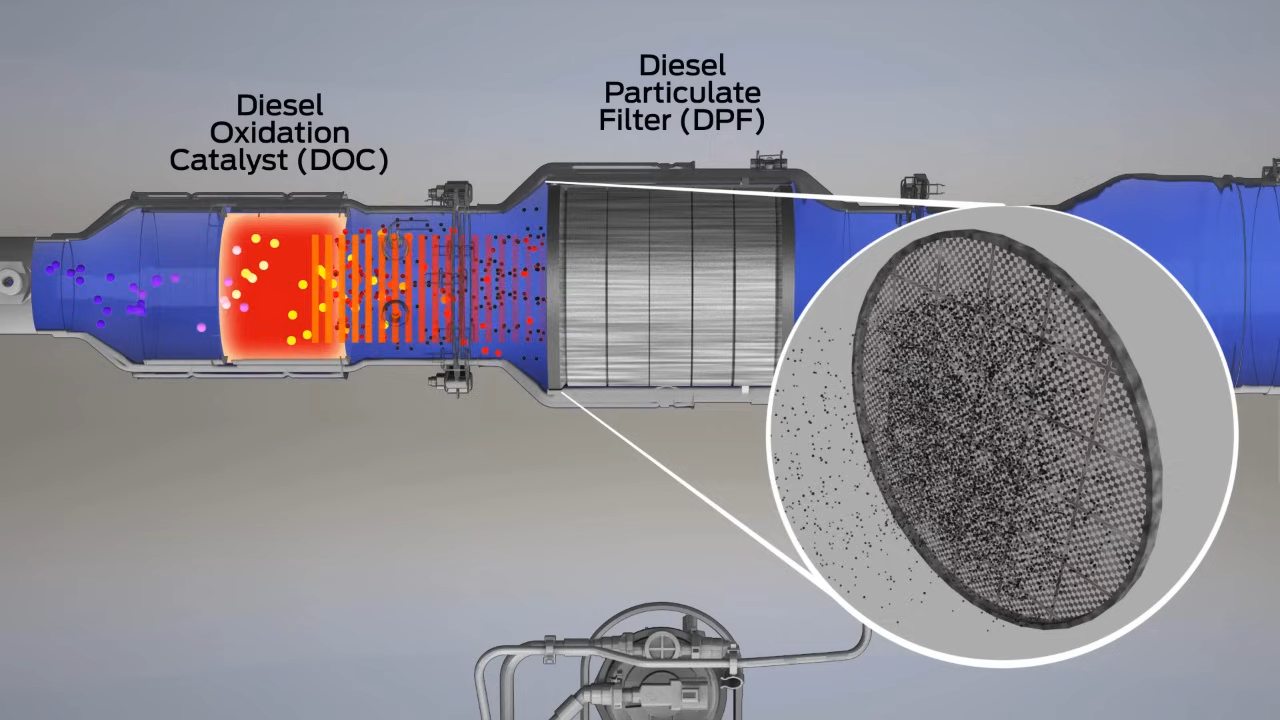 Diesel
Oxidation
Catalyst (DOC)
Diesel
Particulate
Filter (DPF)